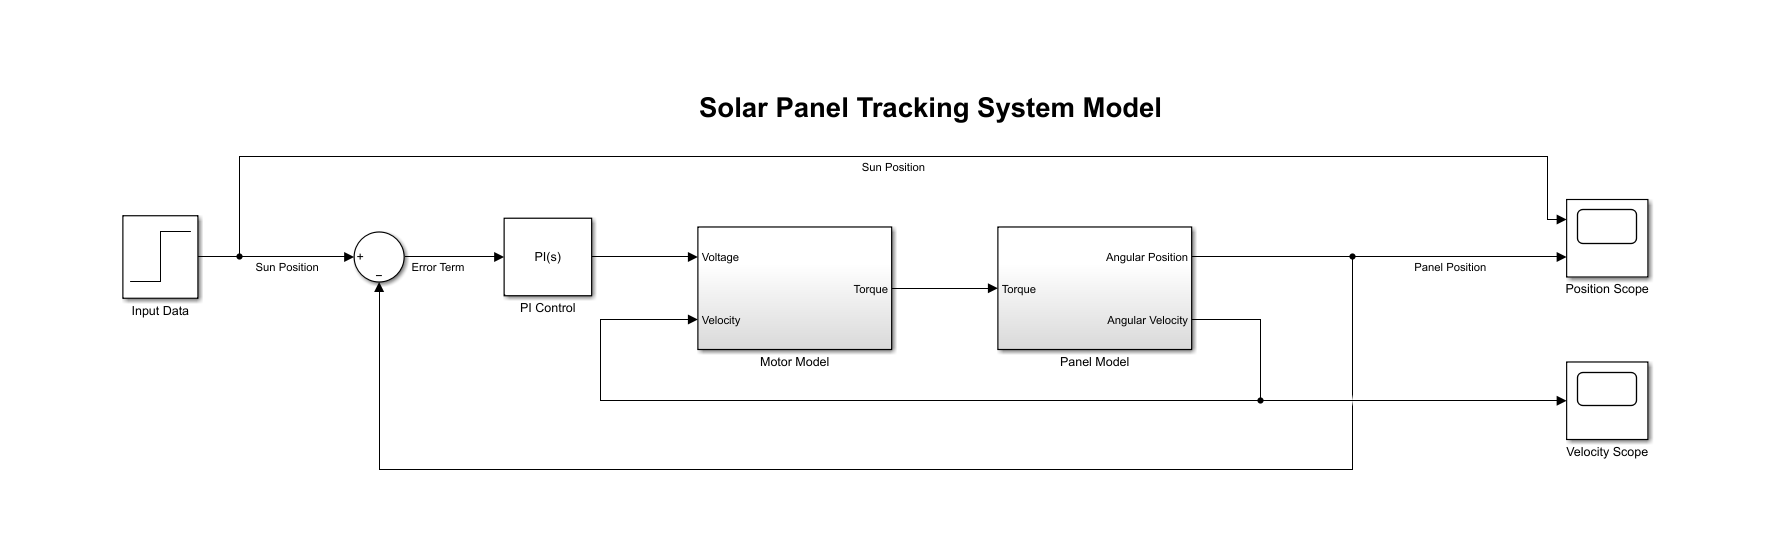 Solar Panel Tracking System Model
Sun Position
Input Data
Sun Position
+
−
Error Term
PI(s)
PI Control
Voltage
Velocity
Torque
Motor Model
Torque
Angular Position
Angular Velocity
Panel Model
Panel Position
Position Scope
Velocity Scope